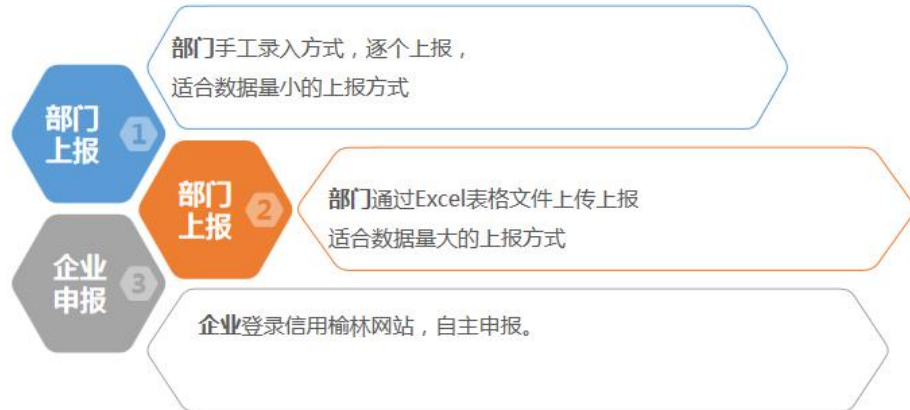 部门手工录入方式，逐个上报，
适合数据量小的上报方式
部门
上报
1
部门
上报
2
部门通过Excel表格文件上传上报
适合数据量大的上报方式
企业
申报
3
企业登录信用榆林网站，自主申报。